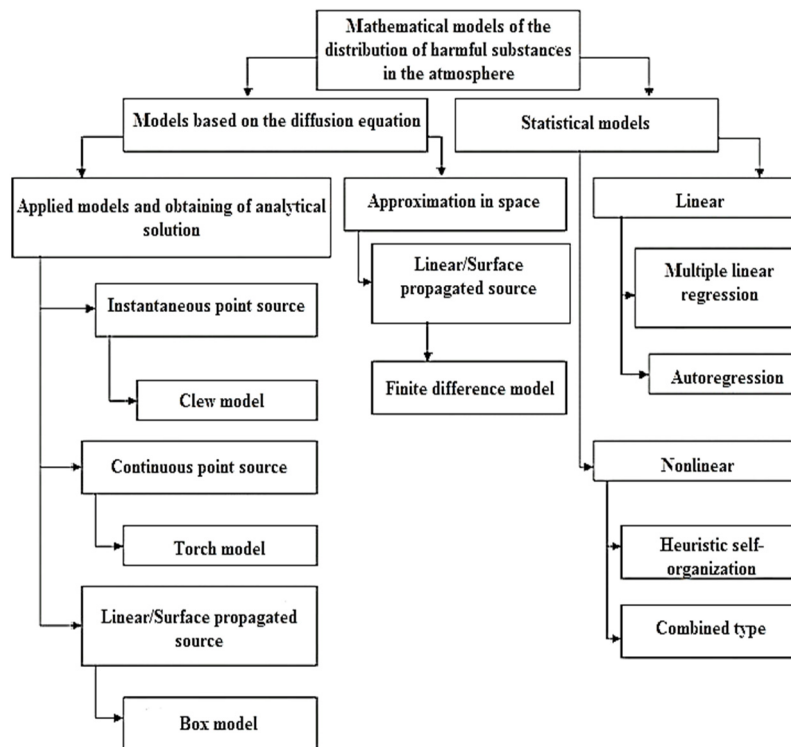 Mathematical models of the
distribution of harmful substances
in the atmosphere
Models based on the diffusion equation
Statistical models
Applied models and obtaining of analytical
solution
Approximation in space
Linear
Linear/Surface
propagated source
Multiple linear
regression
Instantaneous point source
Autoregression
Clew model
Finite difference model
Continuous point source
Nonlinear
Torch model
Heuristic self-
organization
Linear/Surface propagated
source
Combined type
Box model